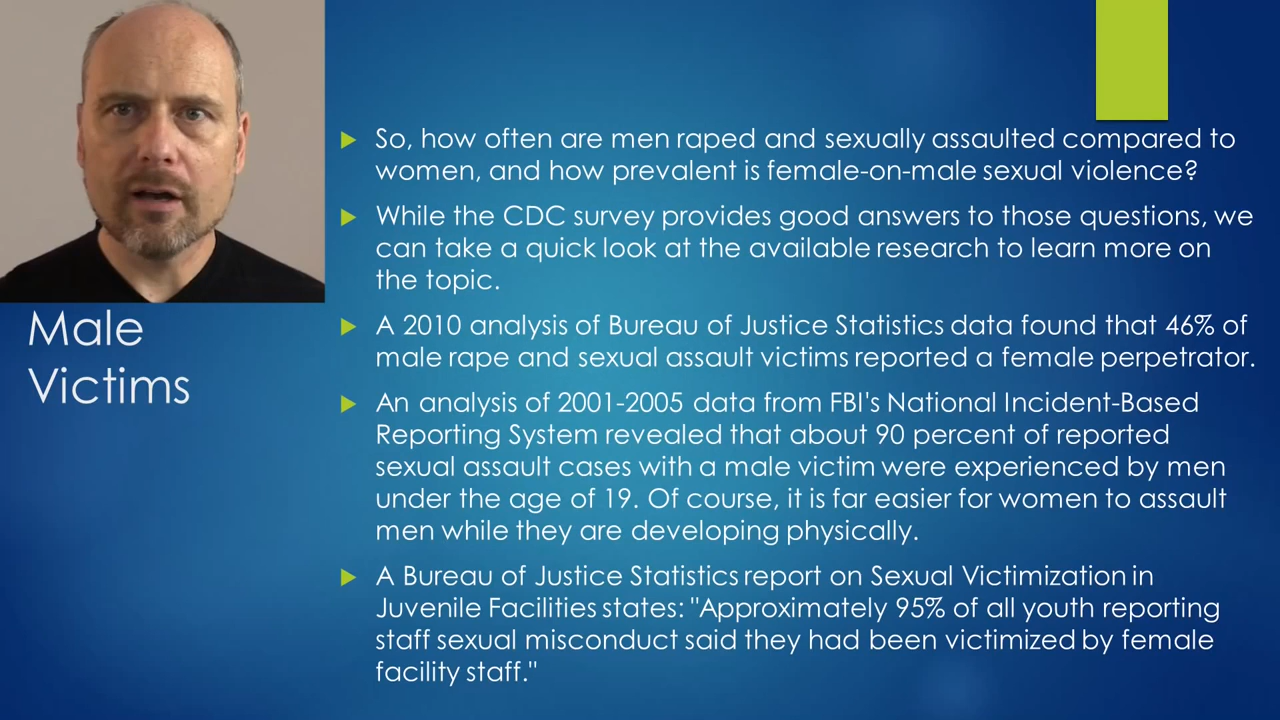 Male
Victims
So, how often are men raped and sexually assaulted compared to
women, and how prevalent is female-on-male sexual violence?
While the CDC survey provides good answers to those questions, we
can take a quick look at the available research to learn more on
the topic.
A 2010 analysis of Bureau of Justice Statistics data found that 46% of
male rape and sexual assault victims reported a female perpetrator.
An analysis of 2001-2005 data from FBI's National Incident-Based
Reporting System revealed that about 90 percent of reported
sexual assault cases with a male victim were experienced by men
under the age of 19. Of course, it is far easier for women to assault
men while they are developing physically.
A Bureau of Justice Statistics report on Sexual Victimization in
Juvenile Facilities states: "Approximately 95% of all youth reporting
staff sexual misconduct said they had been victimized by female
facility staff."